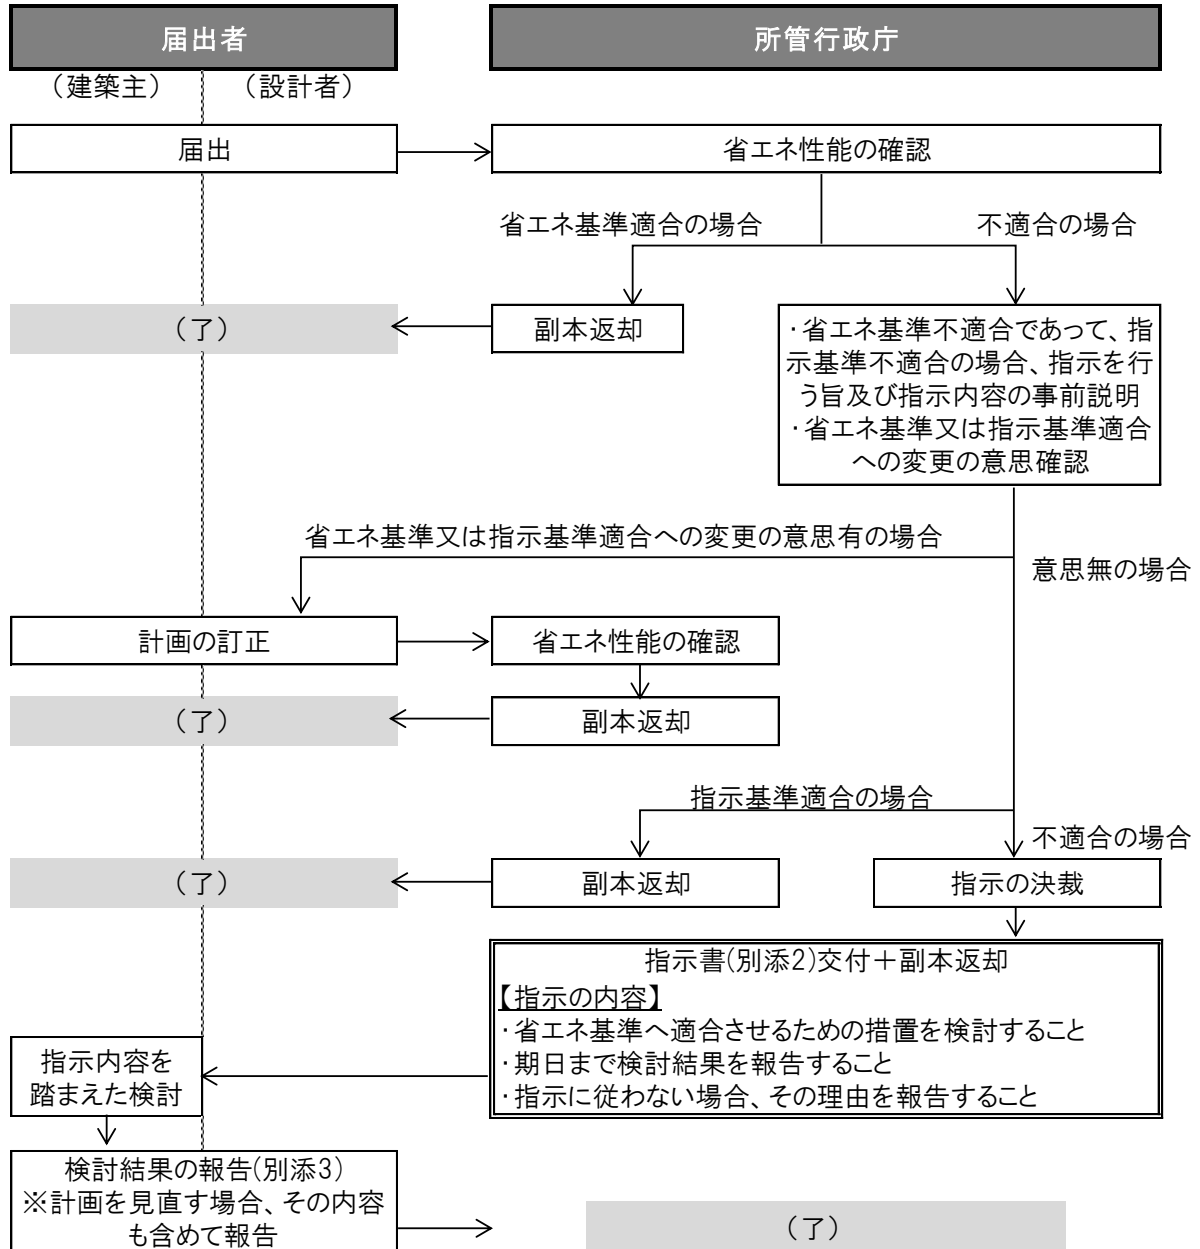 届出者
所管行政庁
（建築主）
（設計者）
届出
省エネ性能の確認
省エネ基準適合の場合
不適合の場合
（了）
副本返却
・省エネ基準不適合であって、指
示基準不適合の場合、指示を行
う旨及び指示内容の事前説明
・省エネ基準又は指示基準適合
への変更の意思確認
省エネ基準又は指示基準適合への変更の意思有の場合
意思無の場合
計画の訂正
省エネ性能の確認
（了）
副本返却
指示基準適合の場合
不適合の場合
（了）
副本返却
指示の決裁
指示書(別添2)交付＋副本返却
【指示の内容】
・省エネ基準へ適合させるための措置を検討すること
・期日まで検討結果を報告すること
・指示に従わない場合、その理由を報告すること
指示内容を
踏まえた検討
検討結果の報告(別添3)
※計画を見直す場合、その内容
も含めて報告
（了）